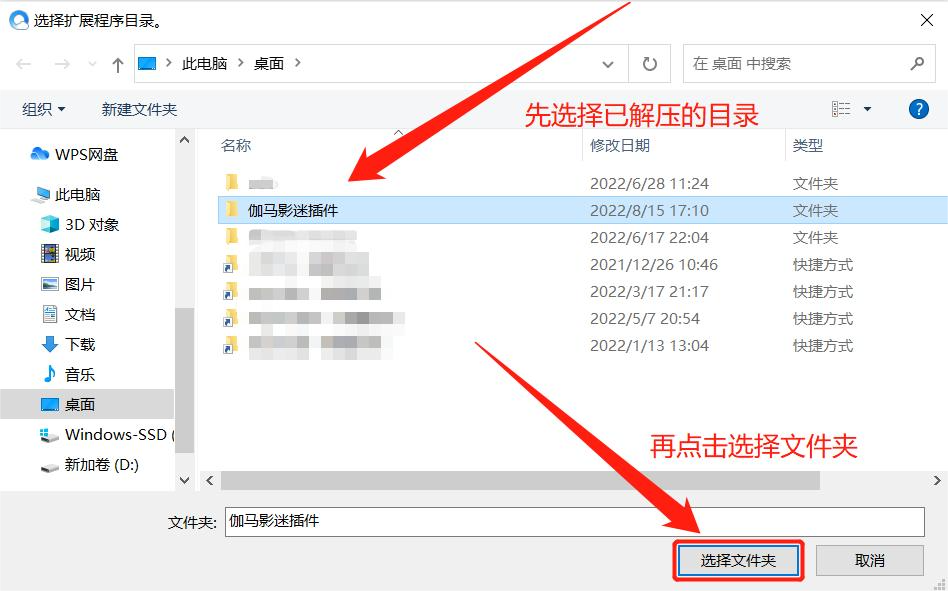 选择扩展程序目录。
此电脑 桌面
在 桌面 中搜索
组织 新建文件夹
先选择已解压的目录
名称 修改日期 类型
WPS网盘
此电脑
3D 对象
视频
图片
文档
下载
音乐
桌面
Windows-SSD (
新加卷 (D:)
2022/6/28 11:24 文件夹
伽马影迷插件 2022/8/15 17:10 文件夹
2022/6/17 22:04 文件夹
2021/12/26 10:46 快捷方式
2022/3/17 21:17 快捷方式
2022/5/7 20:54 快捷方式
2022/1/13 13:04 快捷方式
再点击选择文件夹
文件夹: 伽马影迷插件
选择文件夹 取消